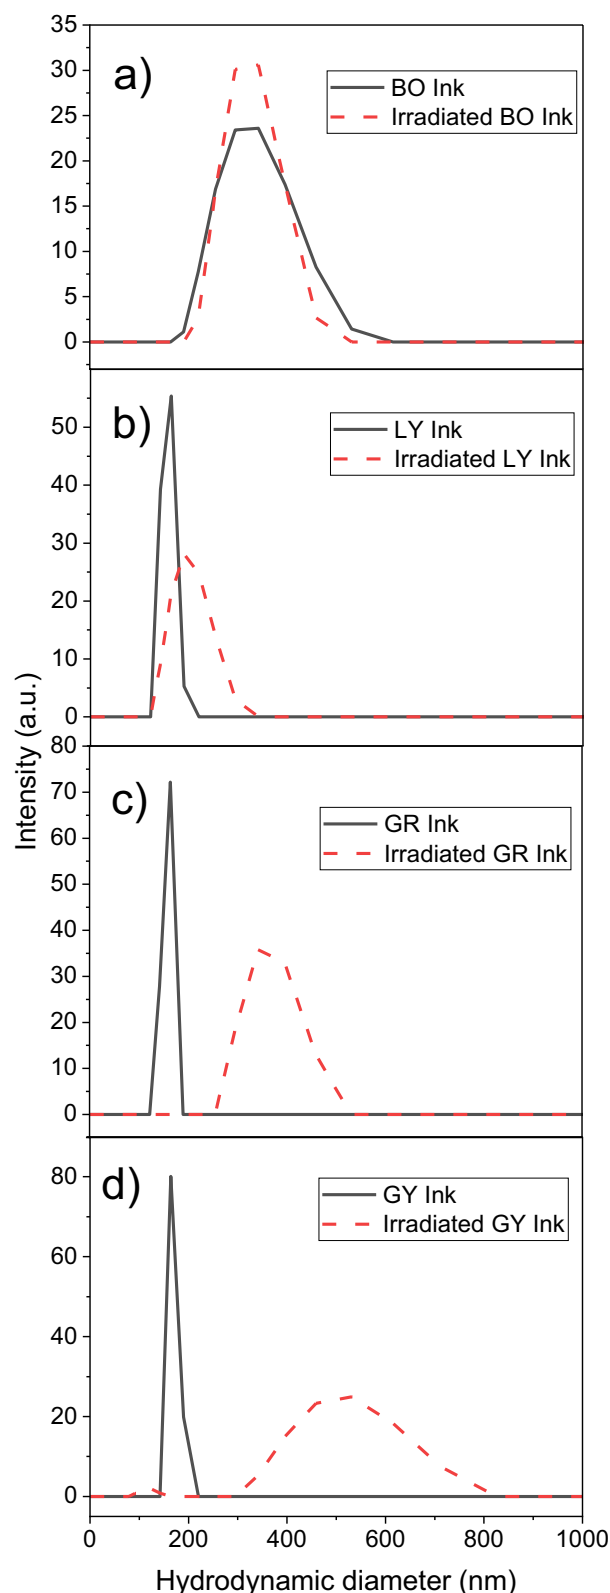 35
30
25
20
15
10
5
0
a)
BO Ink
Irradiated BO Ink
50
40
30
20
10
0
b)
LY Ink
Irradiated LY Ink
Intensity (a.u.)
80
70
60
50
40
30
20
10
0
c)
GR Ink
Irradiated GR Ink
80
60
40
20
0
d)
GY Ink
Irradiated GY Ink
0 200 400 600 800 1000
Hydrodynamic diameter (nm)